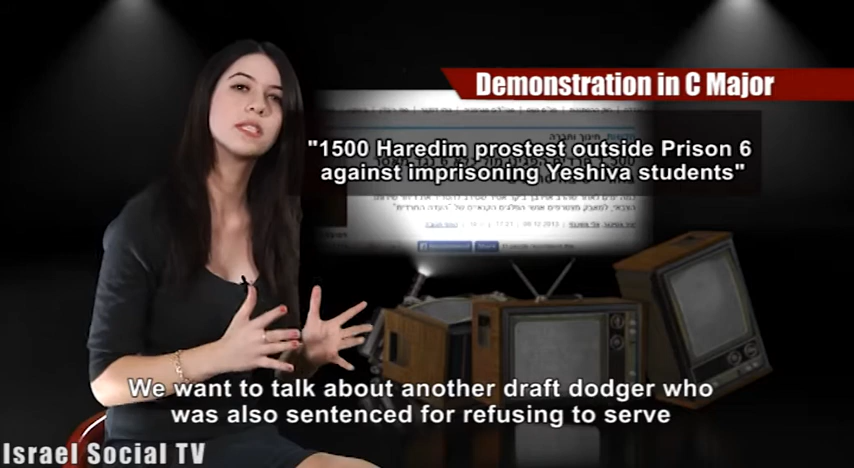 Demonstration in C Major
"1500 Haredim prostest outside Prison 6
against imprisoning Yeshiva students"
We want to talk about another draft dodger who
was also sentenced for refusing to serve
Israel Social TV